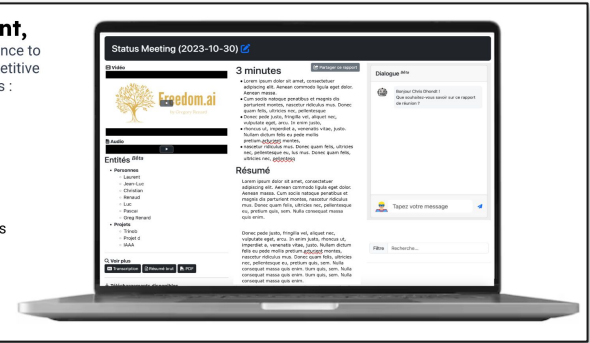 nt,
ence to
petitive
s :
s
Status Meeting (2023-10-30)
Vidéo
Freedom.ai
Audio
Entités Bêta
Personnes
Laurent
Jean-Luc
Christian
Renaud
Luc
Pascal
Greg Renard
Projets
Trinob
Projet d
IAAA
Voir plus
Transcription
Résumé brut
PDF
3 minutes
Partager ce rapport
Lorem ipsum dolor sit amet, consectetuer
adipiscing elit. Aenean commodo ligula eget dolor.
Aenean massa.
Cum sociis natoque penatibus et magnis dis
parturient montes, nascetur ridiculus mus. Donec
quam felis, ultricies nec, pellentesque
Donec pede justo, fringilla vel, aliquet nec,
vulputate eget, arcu. In enim justo,
rhoncus ut, imperdiet a, venenatis vitae, justo.
Nullam dictum felis eu pede mollis
pretium.
montes,
nascetur ridiculus mus. Donec quam felis, ultricies
nec, pellentesque eu, ius mus. Donec quam felis,
ultricies nec,
Résumé
Lorem ipsum dolor sit amet, consectetuer
adipiscing elit. Aenean commodo ligula eget dolor.
Aenean massa. Cum sociis natoque penatibus et
magnis dis parturient montes, nascetur ridiculus
mus. Donec quam felis, ultricies nec, pellentesque
eu, pretium quis, sem. Nulla consequat massa
quis enim.
Donec pede justo, fringilla vel, aliquet nec,
vulputate eget, arcu. In enim justo, rhoncus ut,
imperdiet a, venenatis vitae, justo. Nullam dictum
felis eu pede mollis pretium.
montes,
nascetur ridiculus mus. Donec quam felis, ultricies
nec, pellentesque eu, pretium quis, sem. Nulla
consequat massa quis enim. tium quis, sem. Nulla
consequat massa quis enim. tium quis, sem. Nulla
consequat massa quis enim.
Dialogue Bêta
Bonjour Chris Dhondt !
Que souhaitez-vous savoir sur ce rapport
de réunion ?
Tapez votre message
Filtre
Recherche...